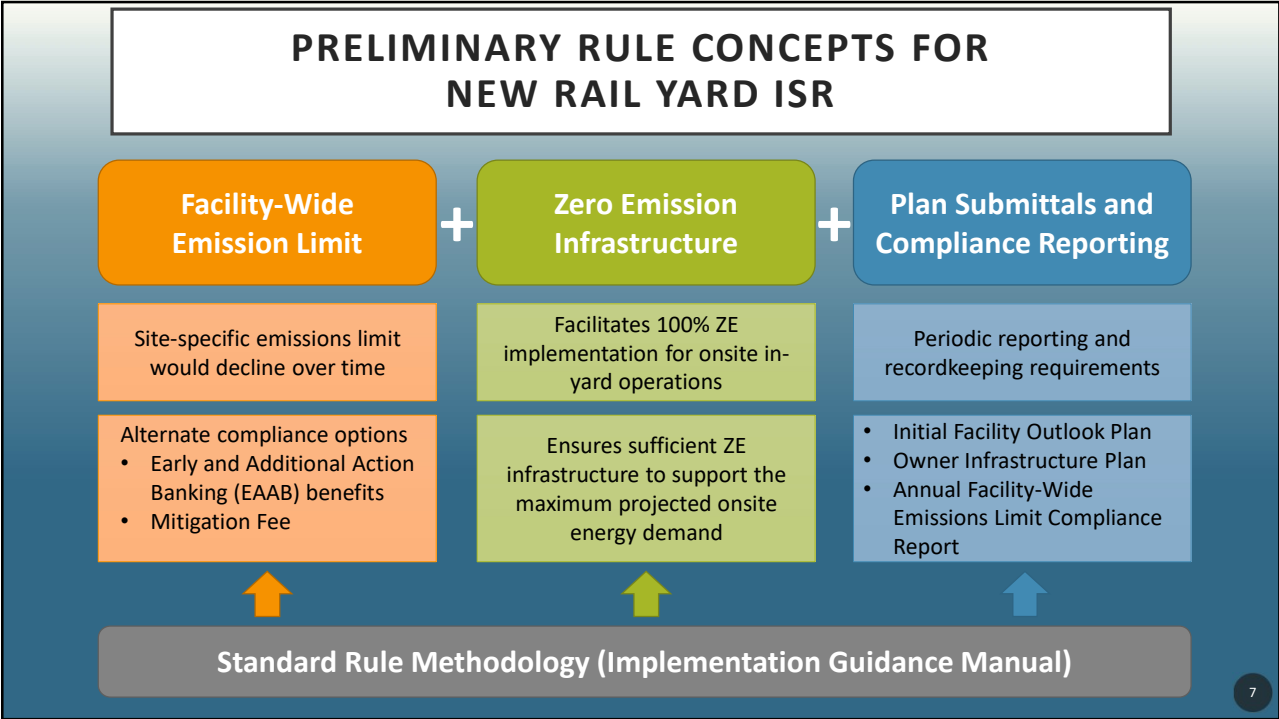 PRELIMINARY RULE CONCEPTS FOR
NEW RAIL YARD ISR
Facility-Wide
Emission Limit
+
Zero Emission
Infrastructure
+
Plan Submittals and
Compliance Reporting
Site-specific emissions limit
would decline over time
Facilitates 100% ZE
implementation for onsite in-
yard operations
Periodic reporting and
recordkeeping requirements
Alternate compliance options
• Early and Additional Action
Banking (EAAB) benefits
• Mitigation Fee
Ensures sufficient ZE
infrastructure to support the
maximum projected onsite
energy demand
• Initial Facility Outlook Plan
• Owner Infrastructure Plan
• Annual Facility-Wide
Emissions Limit Compliance
Report
Standard Rule Methodology (Implementation Guidance Manual)
7